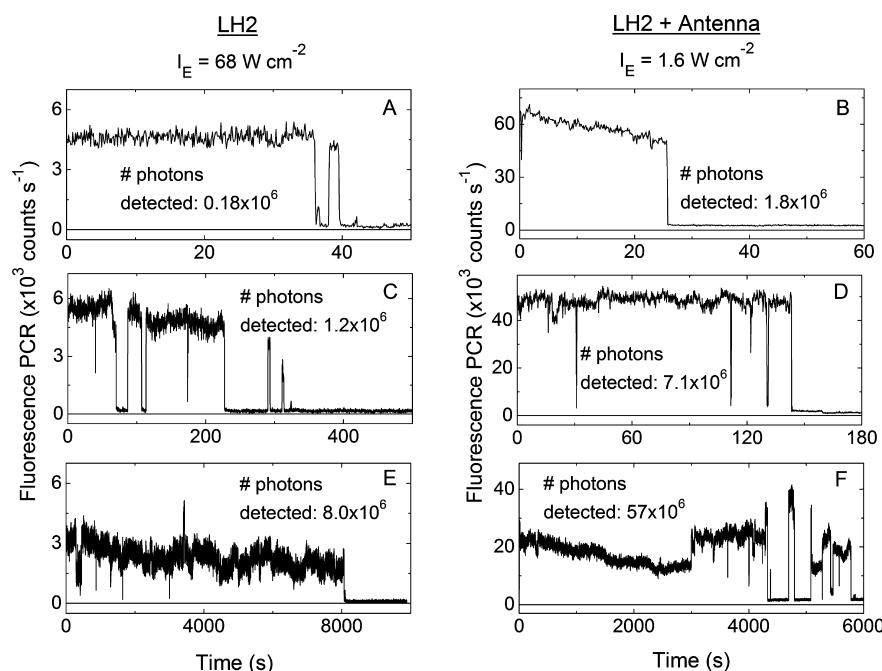 LH2
I_E = 68 W cm^-2
LH2 + Antenna
I_E = 1.6 W cm^-2
Fluorescence PCR (x10^3 counts s^-1)
6
3
0
A
# photons
detected: 0.18x10^6
0 20 40
60
30
0
B
# photons
detected: 1.8x10^6
0 20 40 60
6
3
0
C
# photons
detected: 1.2x10^6
0 200 400
Fluorescence PCR (x10^3 counts s^-1)
40
20
0
D
# photons
detected: 7.1x10^6
0 60 120 180
6
3
0
E
# photons
detected: 8.0x10^6
0 4000 8000
Time (s)
40
20
0
F
# photons
detected: 57x10^6
0 2000 4000 6000
Time (s)